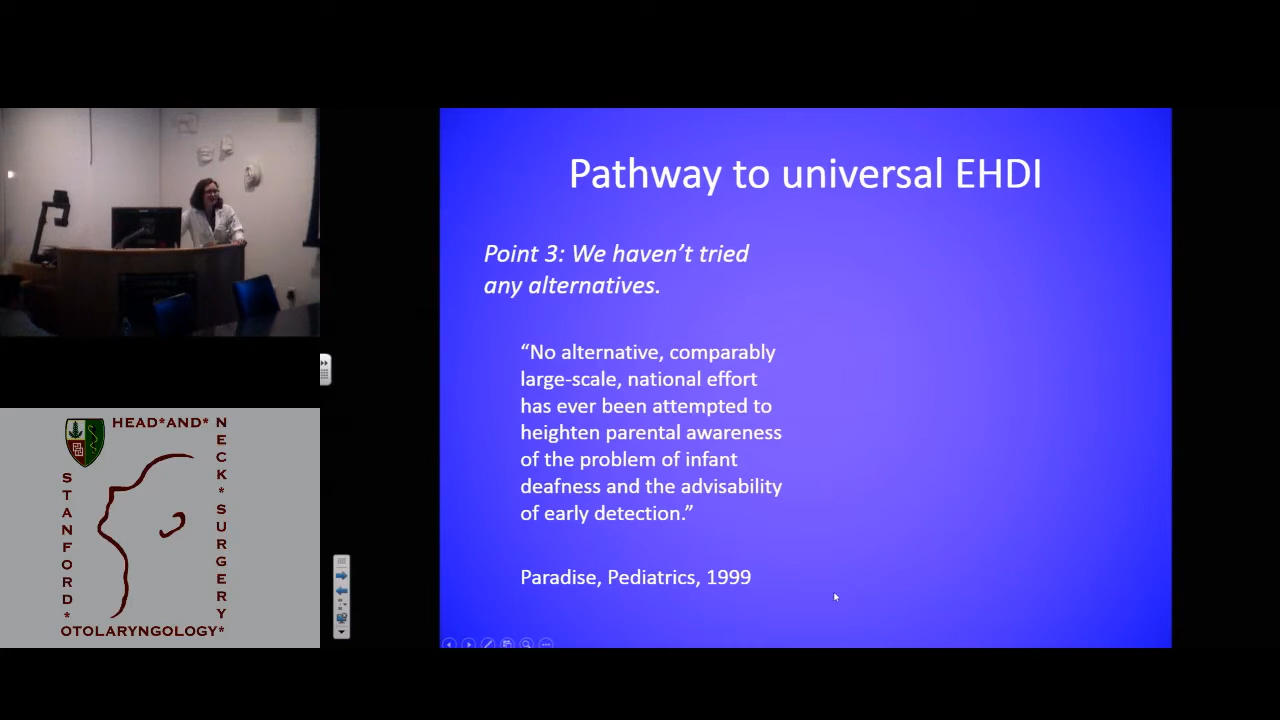 Pathway to universal EHDI
Point 3: We haven’t tried
any alternatives.
“No alternative, comparably
large-scale, national effort
has ever been attempted to
heighten parental awareness
of the problem of infant
deafness and the advisability
of early detection.”
Paradise, Pediatrics, 1999
HEAD*AND*
NECK*SURGERY
STANFORD*
OTOLARYNGOLOGY*